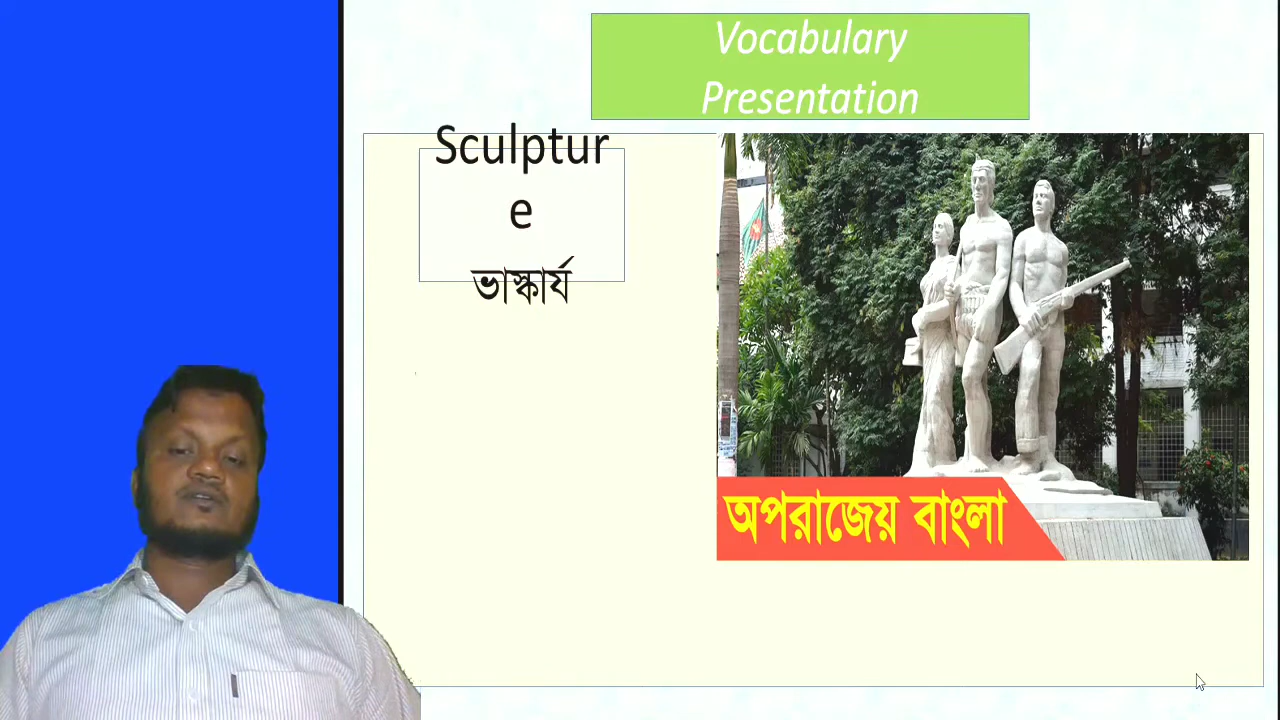 Vocabulary
Presentation
Sculptur
e
ভাস্কার্য
অপরাজেয় বাংলা